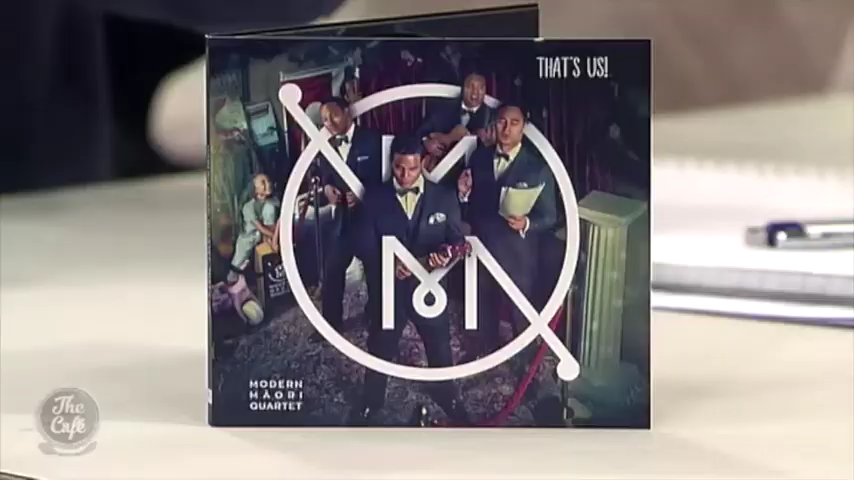 THAT'S US!
M
MODERN
MĀORI
QUARTET
The
Café